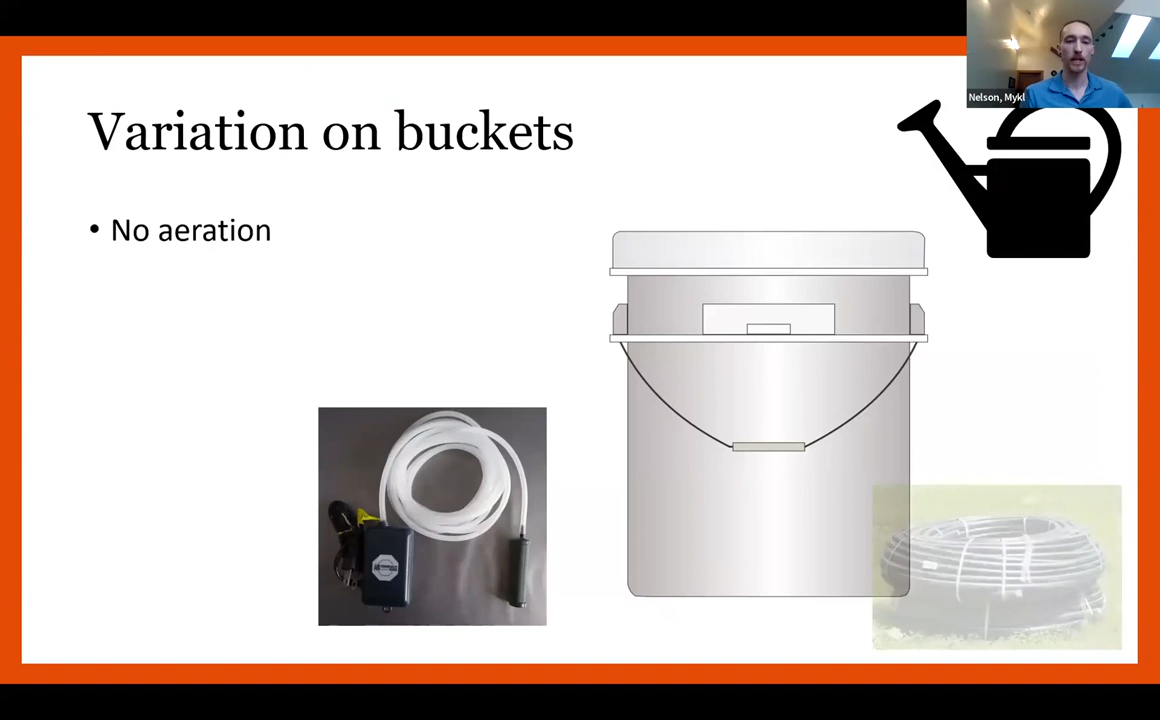 Nelson, Mykl
Variation on buckets
• No aeration